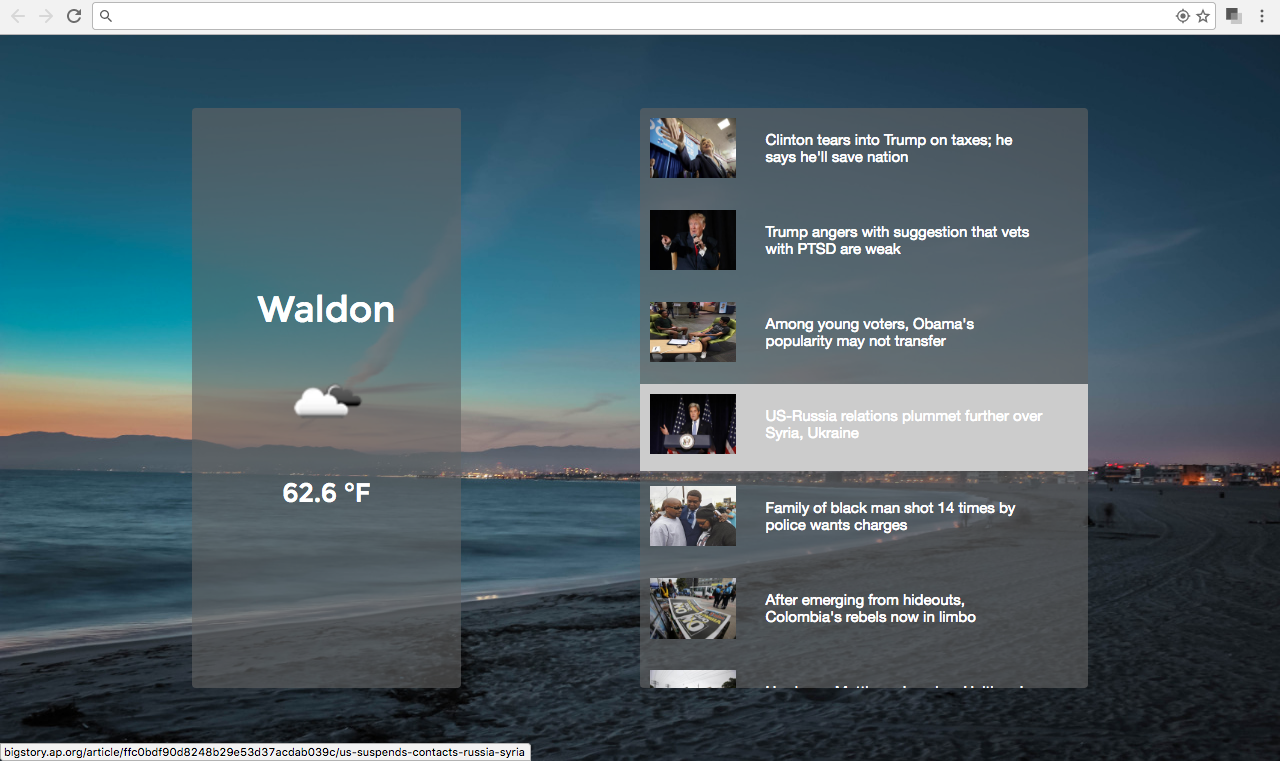 Waldon
62.6 °F
Clinton tears into Trump on taxes; he
says he'll save nation
Trump angers with suggestion that vets
with PTSD are weak
Among young voters, Obama's
popularity may not transfer
US-Russia relations plummet further over
Syria, Ukraine
Family of black man shot 14 times by
police wants charges
After emerging from hideouts,
Colombia's rebels now in limbo
bigstory.ap.org/article/ffc0bdf90d8248b29e53d37acdab039c/us-suspends-contacts-russia-syria